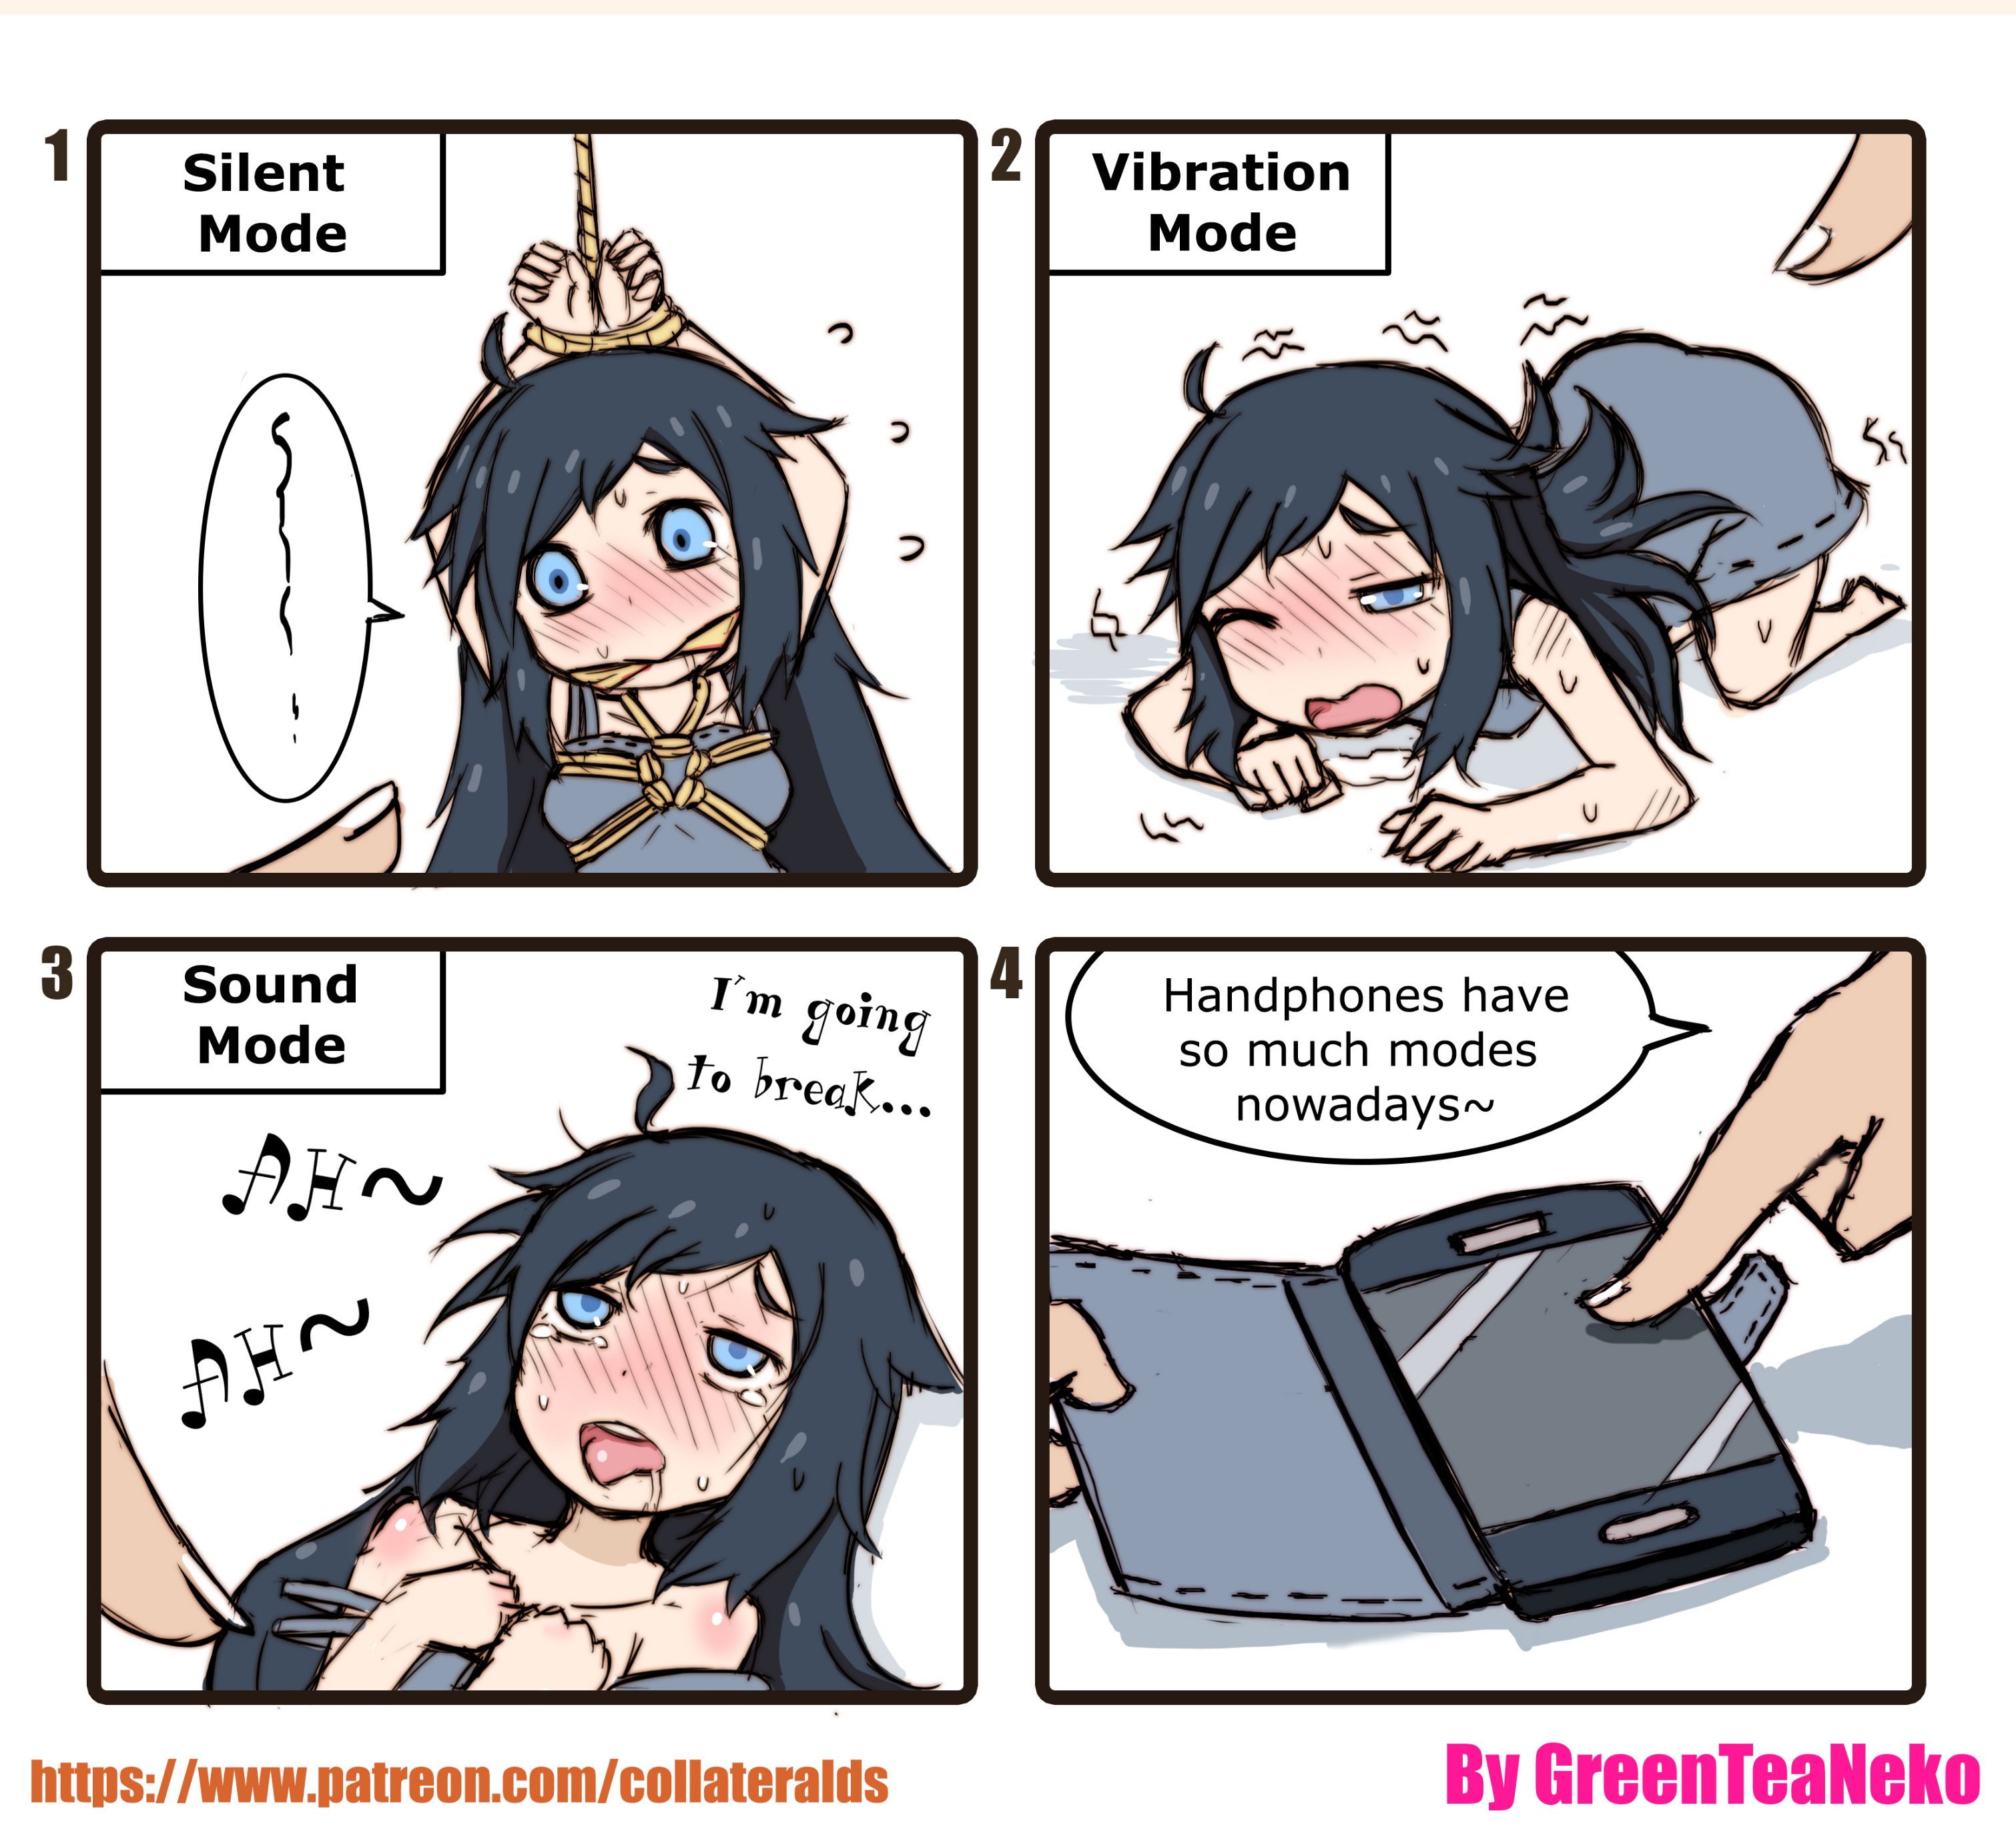 1
Silent
Mode
2
Vibration
Mode
3
Sound
Mode
I'm going
to break...
AH~
AH~
4
Handphones have
so much modes
nowadays~
https://www.patreon.com/collateralds
By GreenTeaNeko